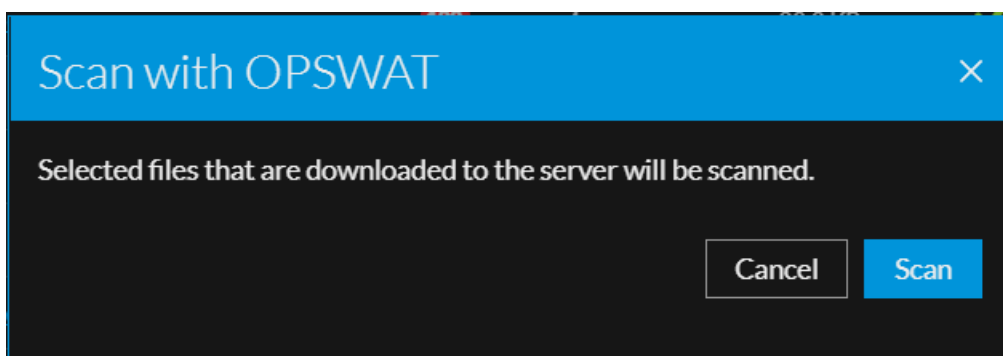 Scan with OPSWAT
Selected files that are downloaded to the server will be scanned.
Cancel
Scan